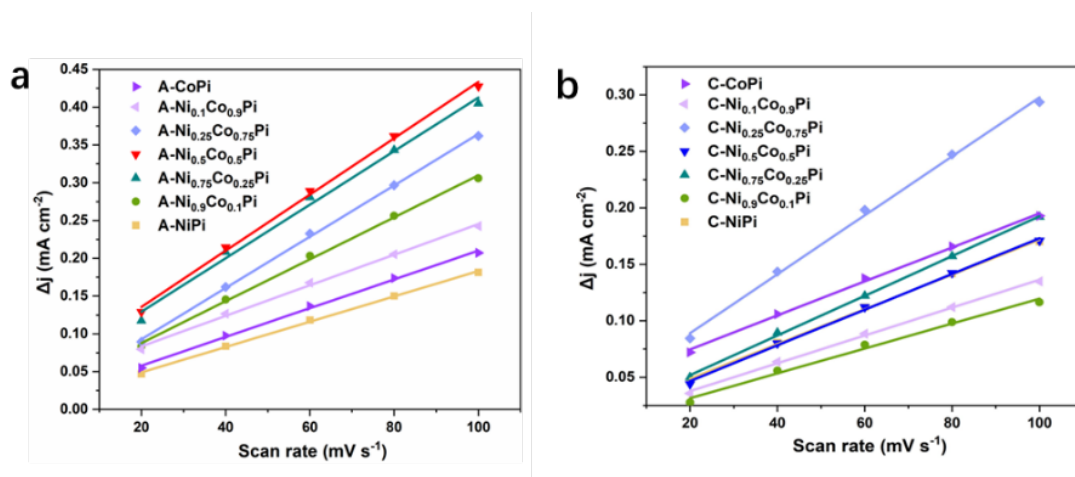 a
0.45
0.40
0.35
0.30
0.25
0.20
0.15
0.10
0.05
0.00
Δj (mA cm⁻²)
A-CoPi
A-Ni₀.₁Co₀.₉Pi
A-Ni₀.₂₅Co₀.₇₅Pi
A-Ni₀.₅Co₀.₅Pi
A-Ni₀.₇₅Co₀.₂₅Pi
A-Ni₀.₉Co₀.₁Pi
A-NiPi
20 40 60 80 100
Scan rate (mV s⁻¹)
b
0.30
0.25
0.20
0.15
0.10
0.05
Δj (mA cm⁻²)
C-CoPi
C-Ni₀.₁Co₀.₉Pi
C-Ni₀.₂₅Co₀.₇₅Pi
C-Ni₀.₅Co₀.₅Pi
C-Ni₀.₇₅Co₀.₂₅Pi
C-Ni₀.₉Co₀.₁Pi
C-NiPi
20 40 60 80 100
Scan rate (mV s⁻¹)